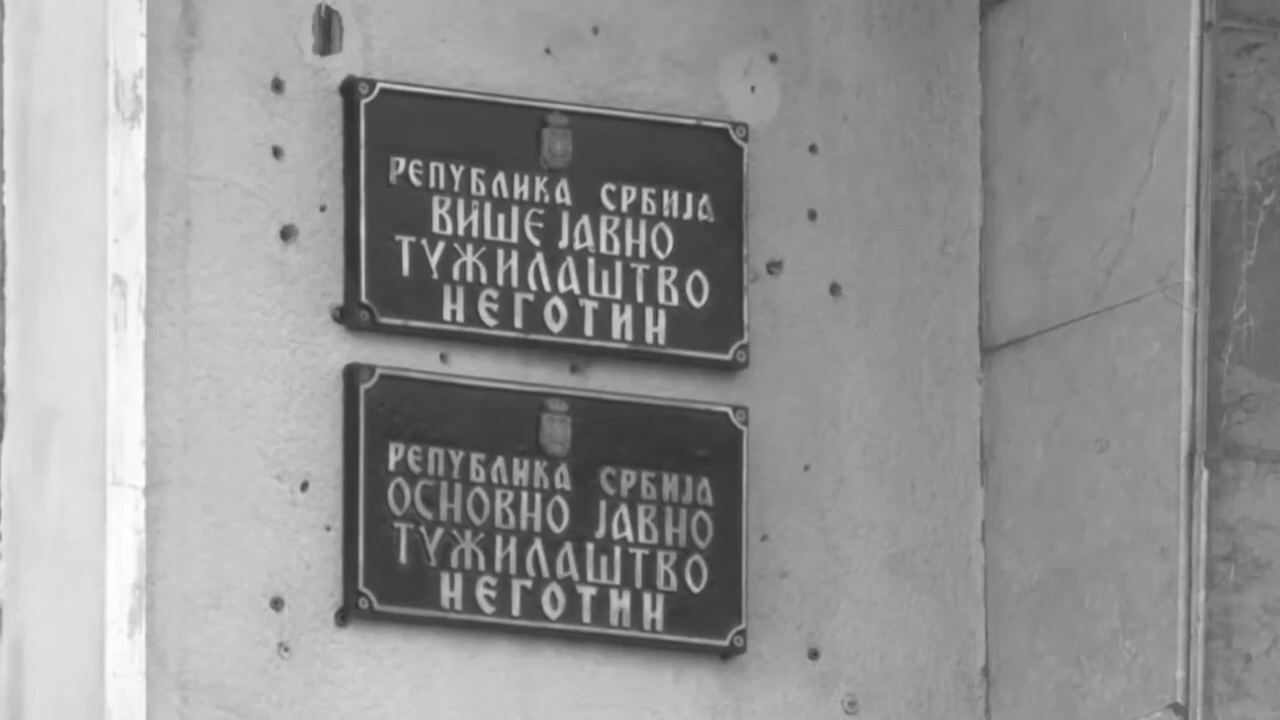 РЕПУБЛИКА СРБИЈА
ВИШЕ ЈАВНО
ТУЖИЛАШТВО
НЕГОТИН
РЕПУБЛИКА СРБИЈА
ОСНОВНО ЈАВНО
ТУЖИЛАШТВО
НЕГОТИН